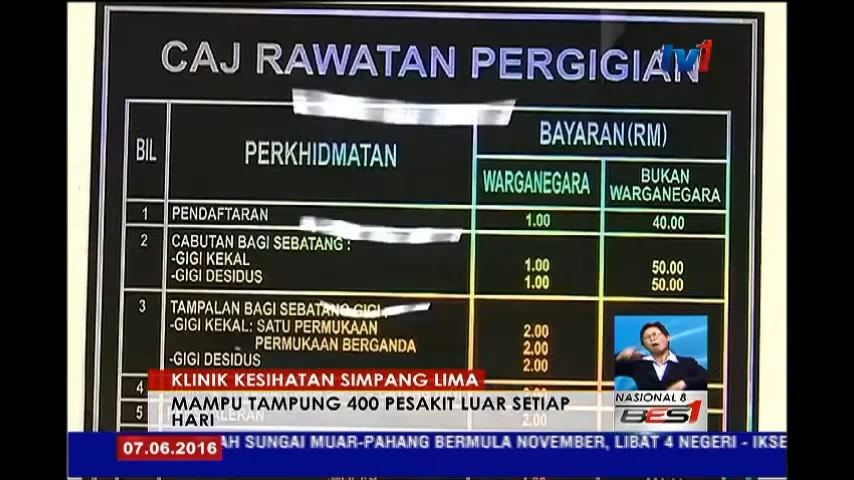 CAJ RAWATAN PERGIGIAN
tv1
BIL
PERKHIDMATAN
BAYARAN (RM)
WARGANEGARA
BUKAN WARGANEGARA
1 PENDAFTARAN 1.00 40.00
2 CABUTAN BAGI SEBATANG :
-GIGI KEKAL 1.00 50.00
-GIGI DESIDUS 1.00 50.00
3 TAMPALAN BAGI SEBATANG GIGI :
-GIGI KEKAL: SATU PERMUKAAN 2.00
PERMUKAAN BERGANDA 2.00
-GIGI DESIDUS 2.00
4
5 2.00
KLINIK KESIHATAN SIMPANG LIMA
MAMPU TAMPUNG 400 PESAKIT LUAR SETIAP
HARI
NASIONAL 8
BES1
07.06.2016 AH SUNGAI MUAR-PAHANG BERMULA NOVEMBER, LIBAT 4 NEGERI - IKSE